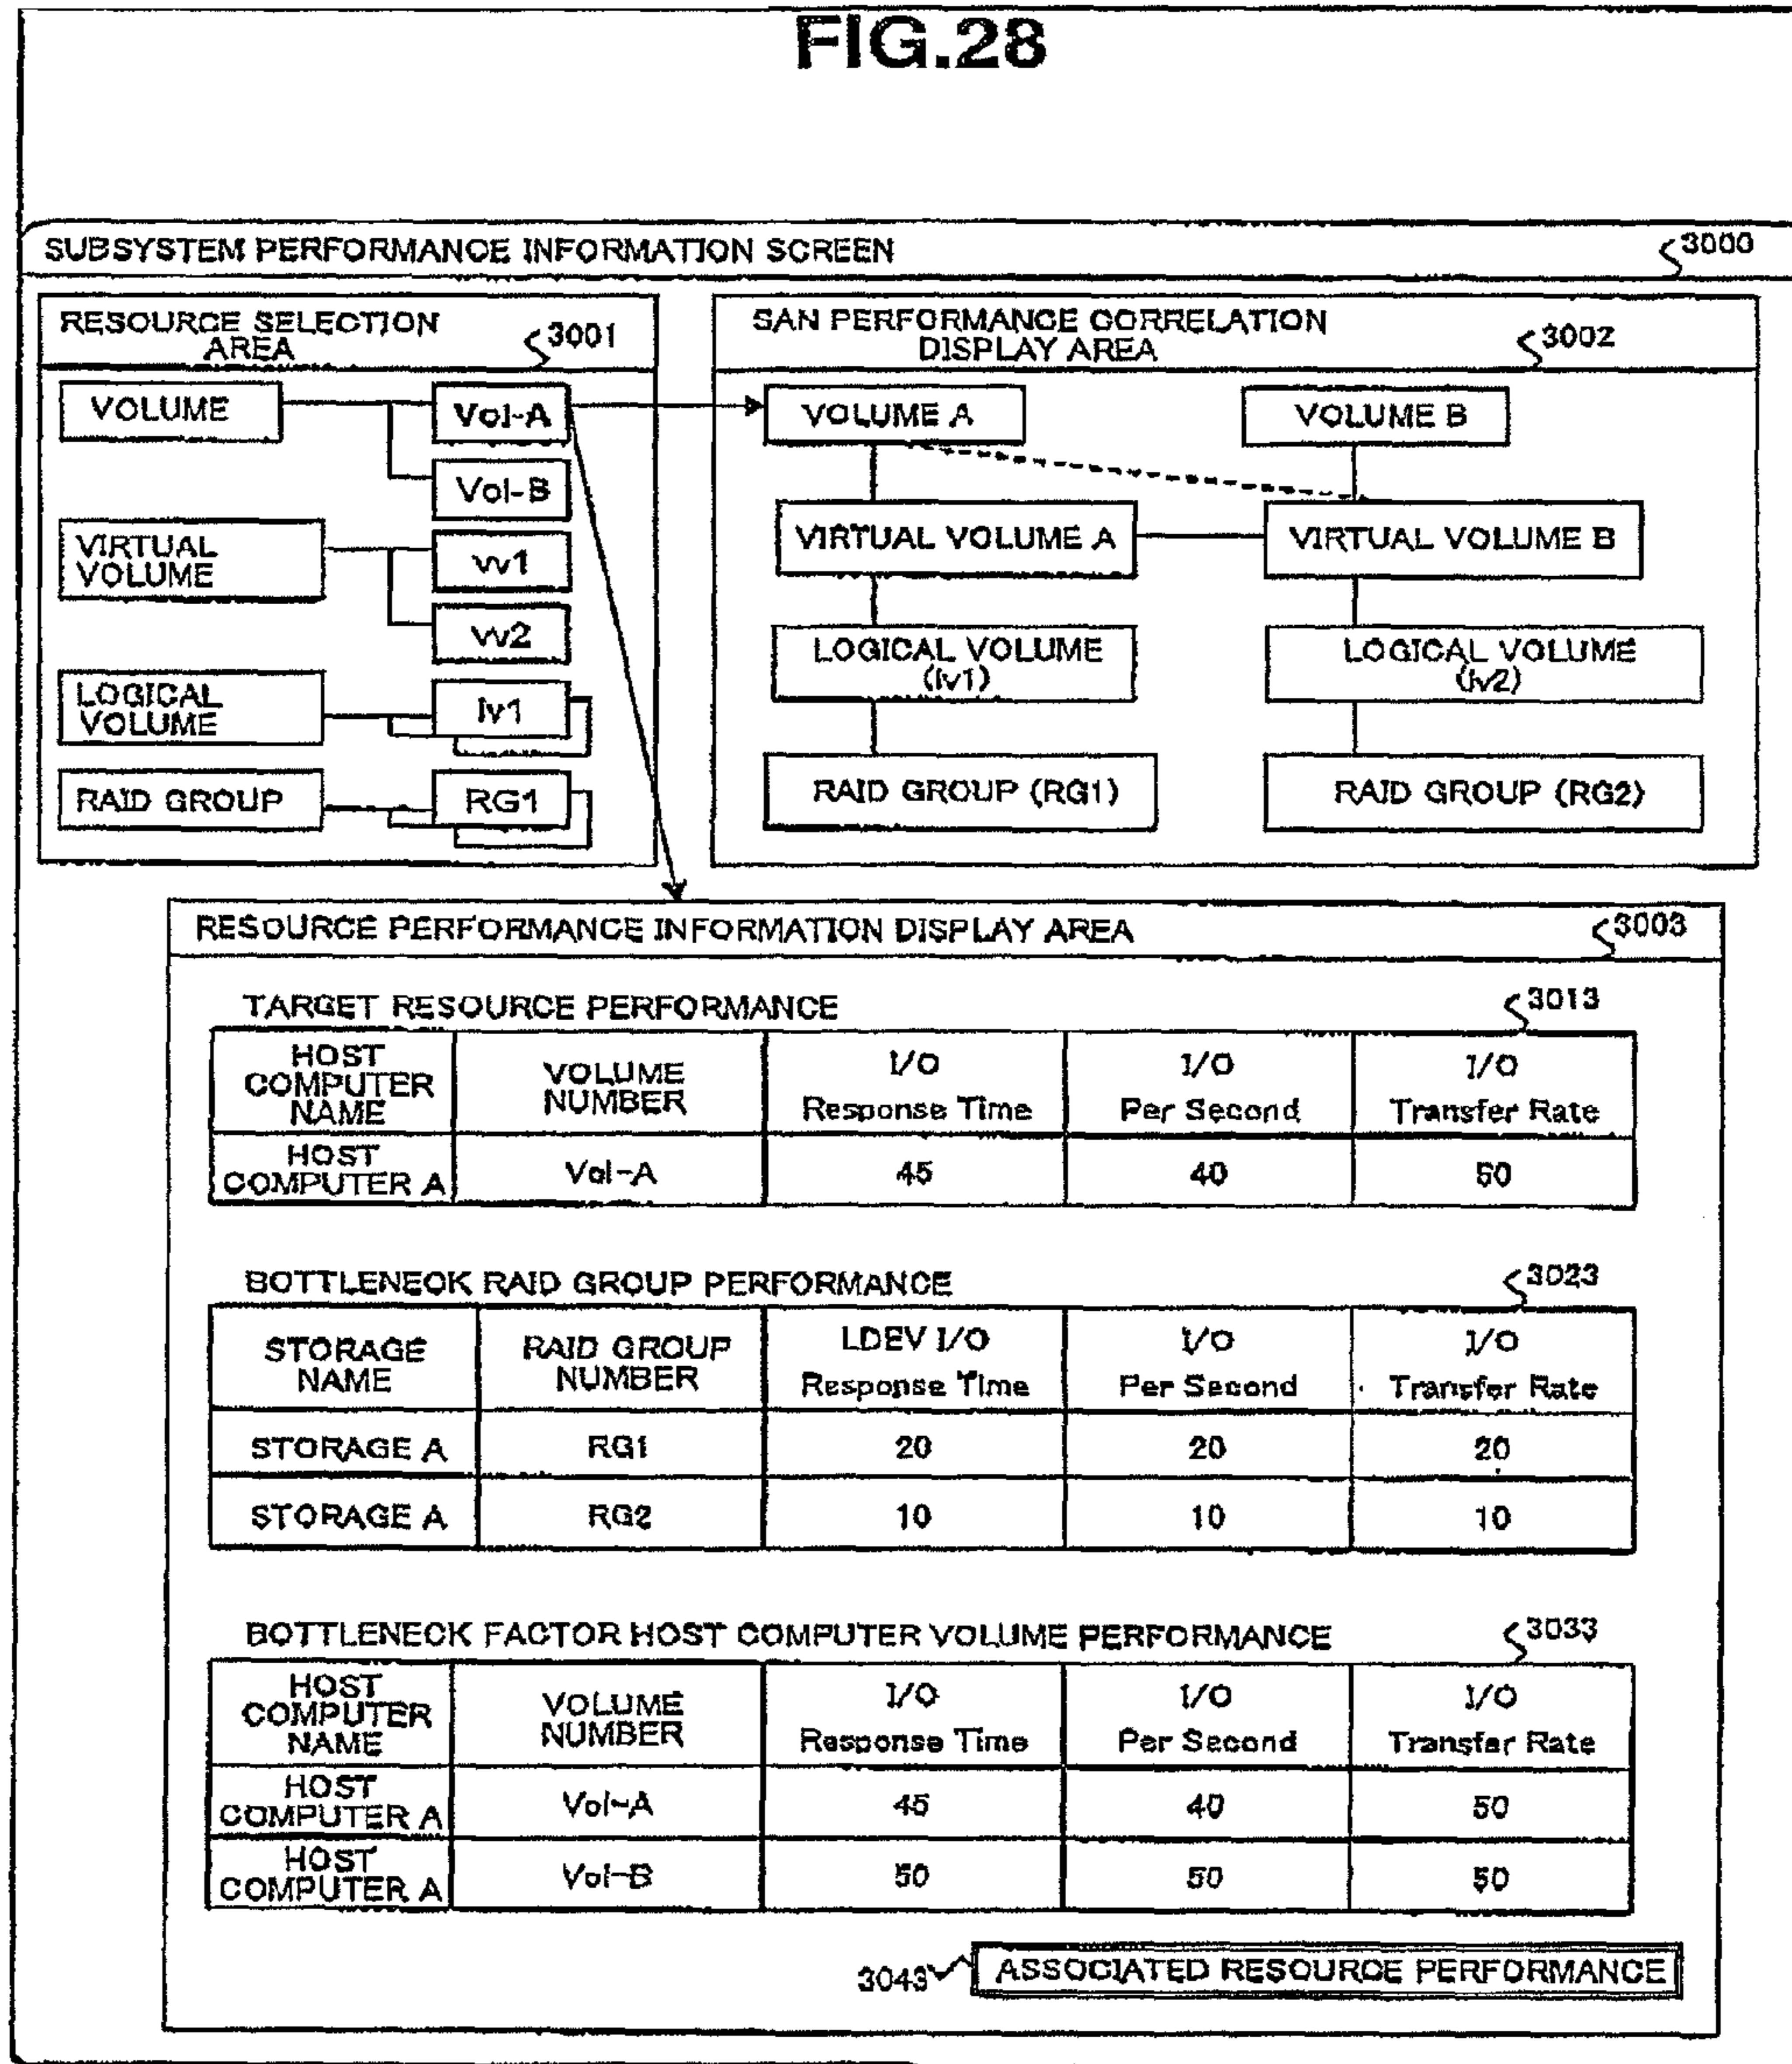 FIG.28
SUBSYSTEM PERFORMANCE INFORMATION SCREEN
3000
RESOURCE SELECTION
AREA
3001
VOLUME
Vol-A
Vol-B
VIRTUAL
VOLUME
vv1
vv2
LOGICAL
VOLUME
lv1
RAID GROUP
RG1
SAN PERFORMANCE CORRELATION
DISPLAY AREA
3002
VOLUME A
VOLUME B
VIRTUAL VOLUME A
VIRTUAL VOLUME B
LOGICAL VOLUME
(lv1)
LOGICAL VOLUME
(lv2)
RAID GROUP (RG1)
RAID GROUP (RG2)
RESOURCE PERFORMANCE INFORMATION DISPLAY AREA
3003
TARGET RESOURCE PERFORMANCE
3013
HOST
COMPUTER
NAME
VOLUME
NUMBER
I/O
Response Time
I/O
Per Second
I/O
Transfer Rate
HOST
COMPUTER A
Vol-A
45
40
50
BOTTLENECK RAID GROUP PERFORMANCE
3023
STORAGE
NAME
RAID GROUP
NUMBER
LDEV I/O
Response Time
I/O
Per Second
I/O
Transfer Rate
STORAGE A
RG1
20
20
20
STORAGE A
RG2
10
10
10
BOTTLENECK FACTOR HOST COMPUTER VOLUME PERFORMANCE
3033
HOST
COMPUTER
NAME
VOLUME
NUMBER
I/O
Response Time
I/O
Per Second
I/O
Transfer Rate
HOST
COMPUTER A
Vol-A
45
40
50
HOST
COMPUTER A
Vol-B
50
50
50
3043
ASSOCIATED RESOURCE PERFORMANCE